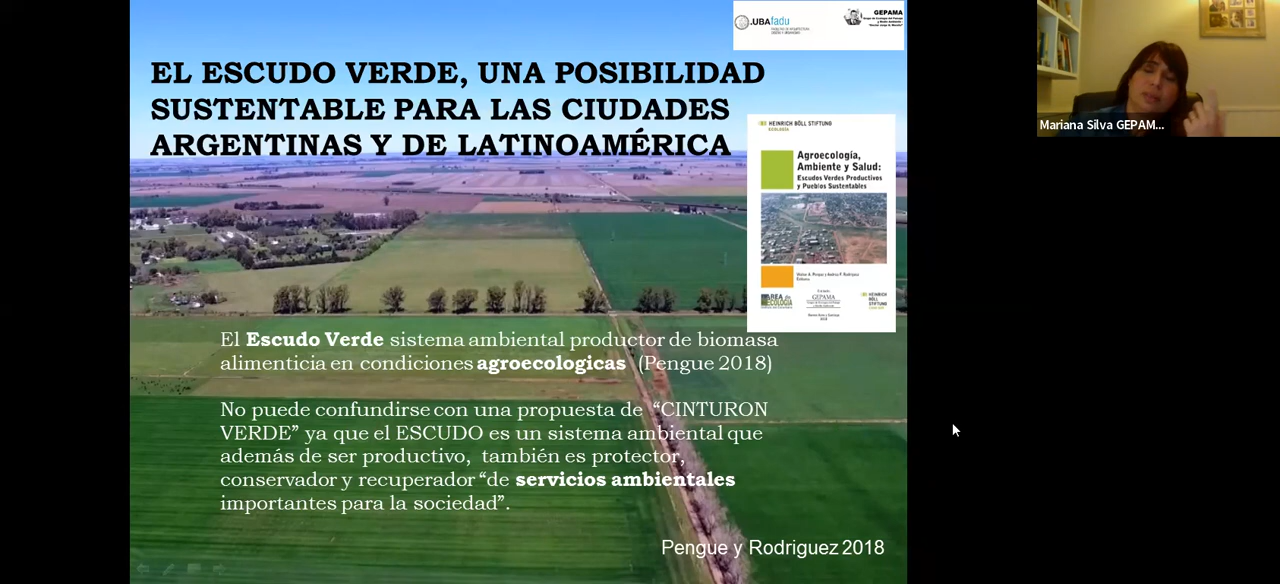 .UBAfadu
GEPAMA
EL ESCUDO VERDE, UNA POSIBILIDAD
SUSTENTABLE PARA LAS CIUDADES
ARGENTINAS Y DE LATINOAMÉRICA
HEINRICH BÖLL STIFTUNG
ECOLOGÍA
Agroecología,
Ambiente y Salud:
Escudos Verdes Productivos
y Pueblos Sustentables
GEPAMA
El Escudo Verde sistema ambiental productor de biomasa
alimenticia en condiciones agroecologicas (Pengue 2018)
No puede confundirse con una propuesta de “CINTURON
VERDE” ya que el ESCUDO es un sistema ambiental que
además de ser productivo, también es protector,
conservador y recuperador “de servicios ambientales
importantes para la sociedad”.
Pengue y Rodriguez 2018
Mariana Silva GEPAM...